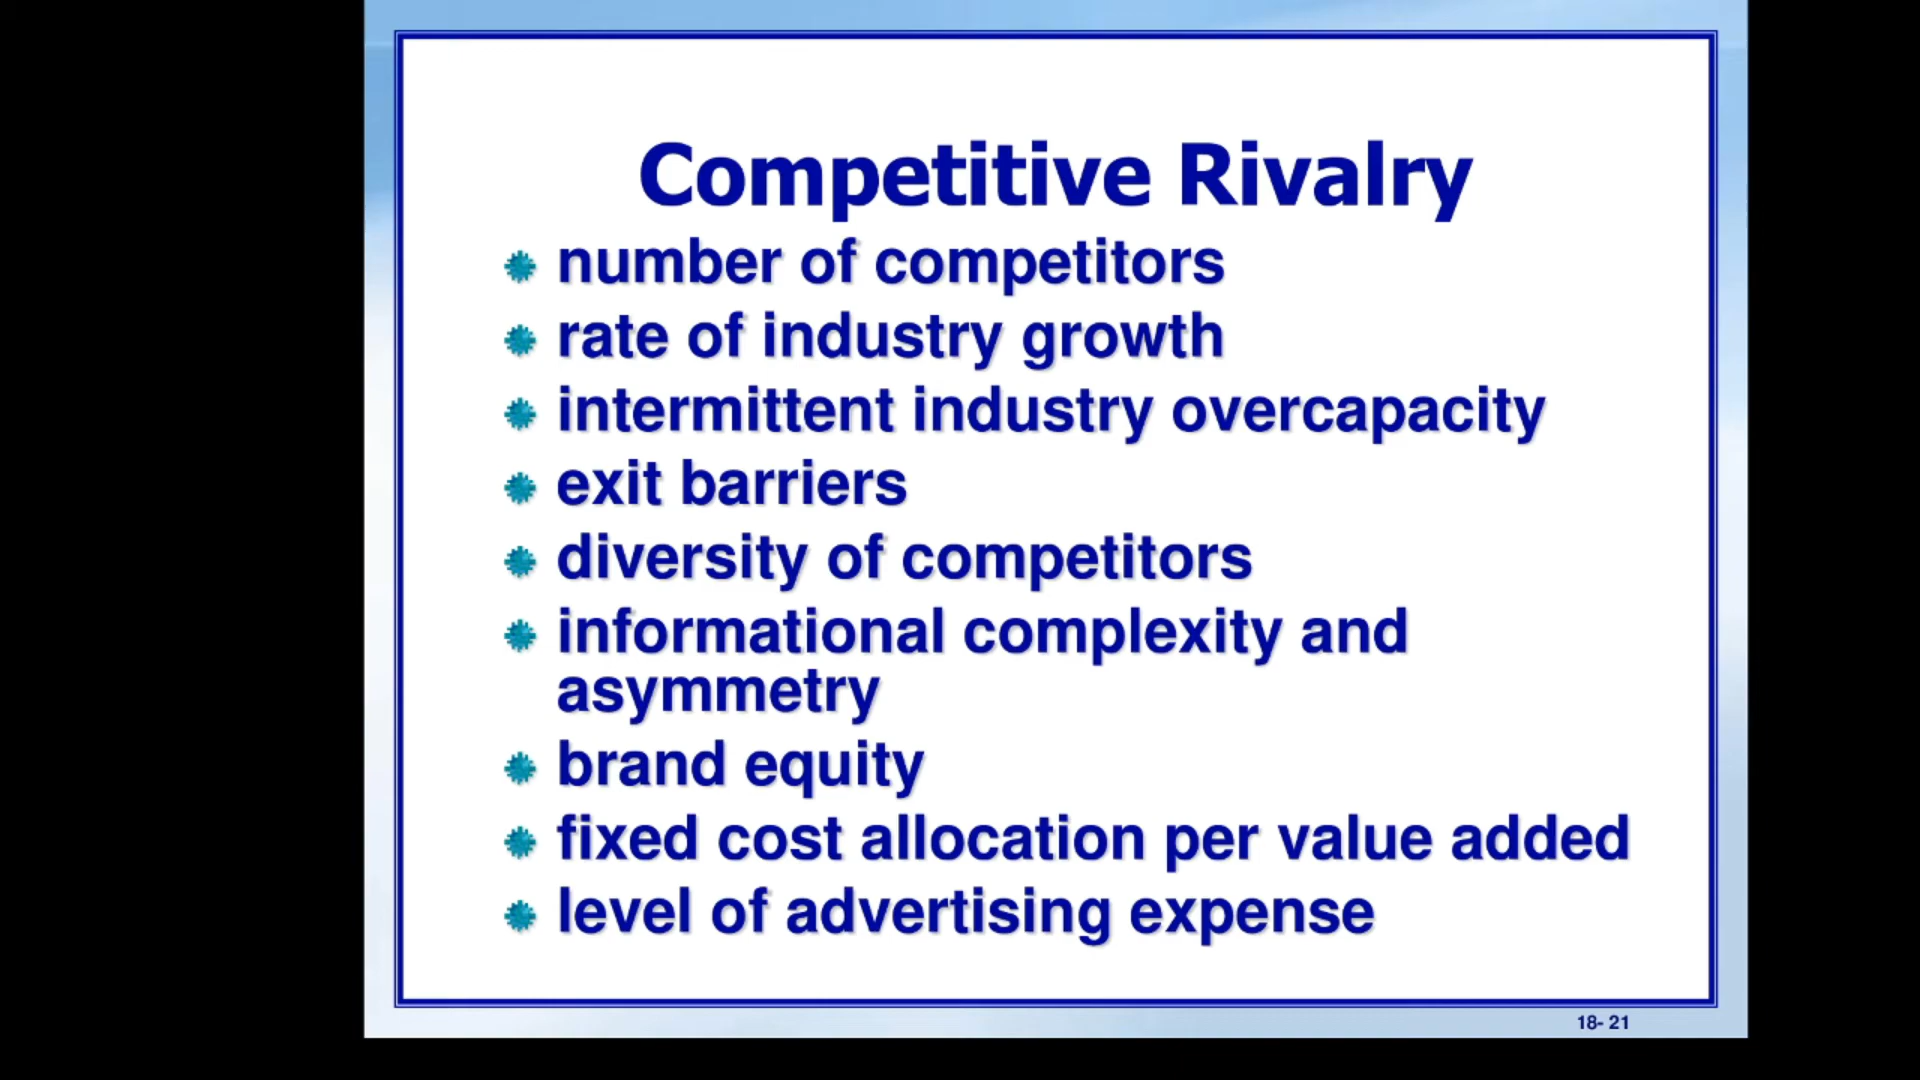 Competitive Rivalry
number of competitors
rate of industry growth
intermittent industry overcapacity
exit barriers
diversity of competitors
informational complexity and
asymmetry
brand equity
fixed cost allocation per value added
level of advertising expense
18- 21